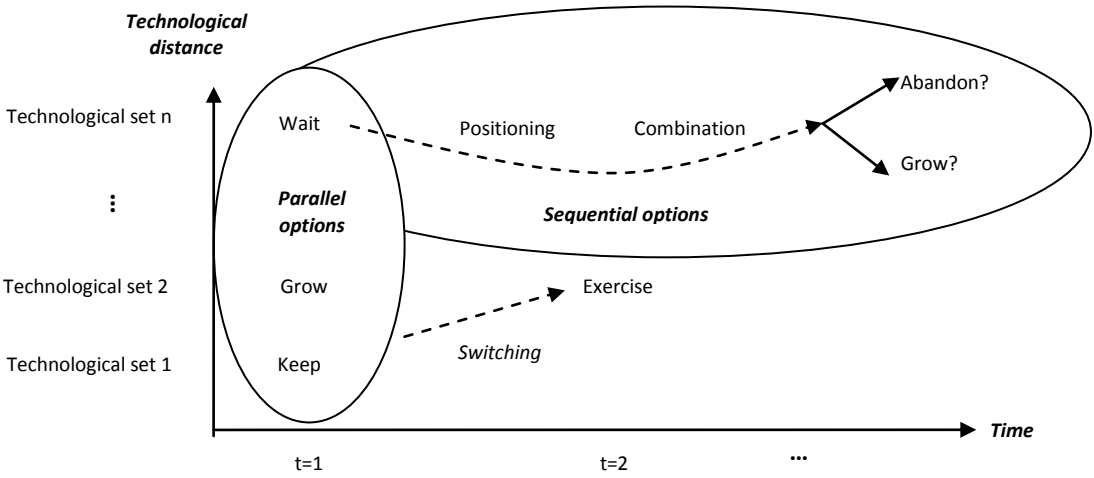 Technological
distance
Technological set n
Wait
Positioning
Combination
Abandon?
Grow?
...
Parallel
options
Sequential options
Technological set 2
Grow
Exercise
Technological set 1
Keep
Switching
Time
t=1
t=2
...